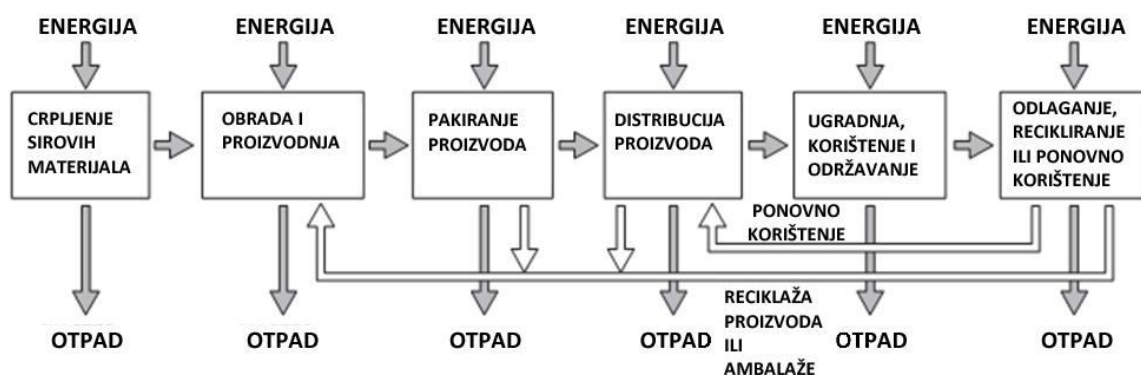 ENERGIJA ENERGIJA ENERGIJA ENERGIJA ENERGIJA ENERGIJA
CRPLJENJE
SIROVIH
MATERIJALA
OBRADA I
PROIZVODNJA
PAKIRANJE
PROIZVODA
DISTRIBUCIJA
PROIZVODA
UGRADNJA,
KORIŠTENJE I
ODRŽAVANJE
ODLAGANJE,
RECIKLIRANJE
ILI PONOVNO
KORIŠTENJE
PONOVNO
KORIŠTENJE
RECIKLAŽA
PROIZVODA
ILI
AMBALAŽE
OTPAD OTPAD OTPAD OTPAD OTPAD OTPAD